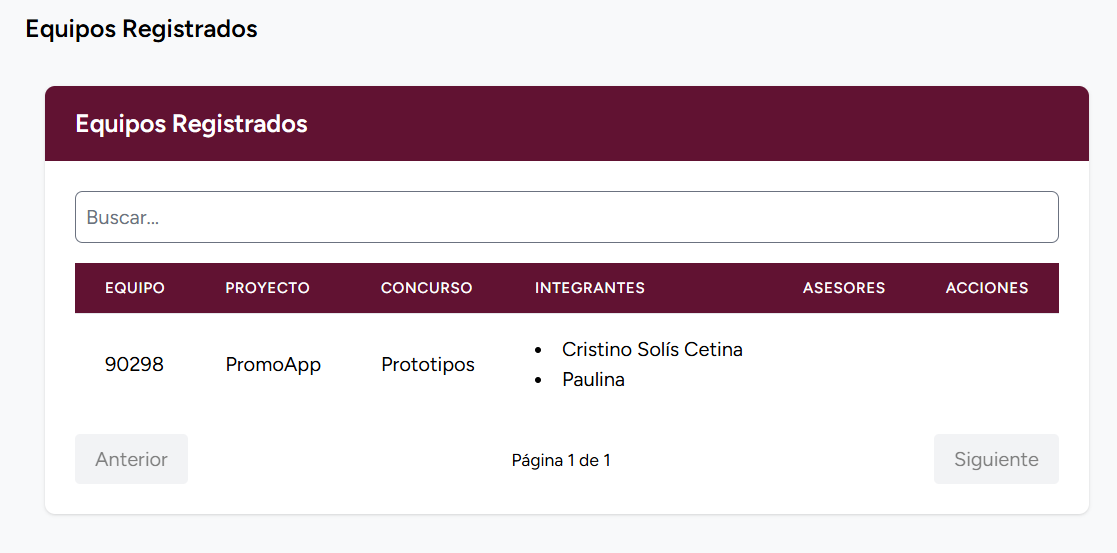 Equipos Registrados
Equipos Registrados
Buscar...
EQUIPO PROYECTO CONCURSO INTEGRANTES ASESORES ACCIONES
90298 PromoApp Prototipos
• Cristino Solís Cetina
• Paulina
Anterior Página 1 de 1 Siguiente